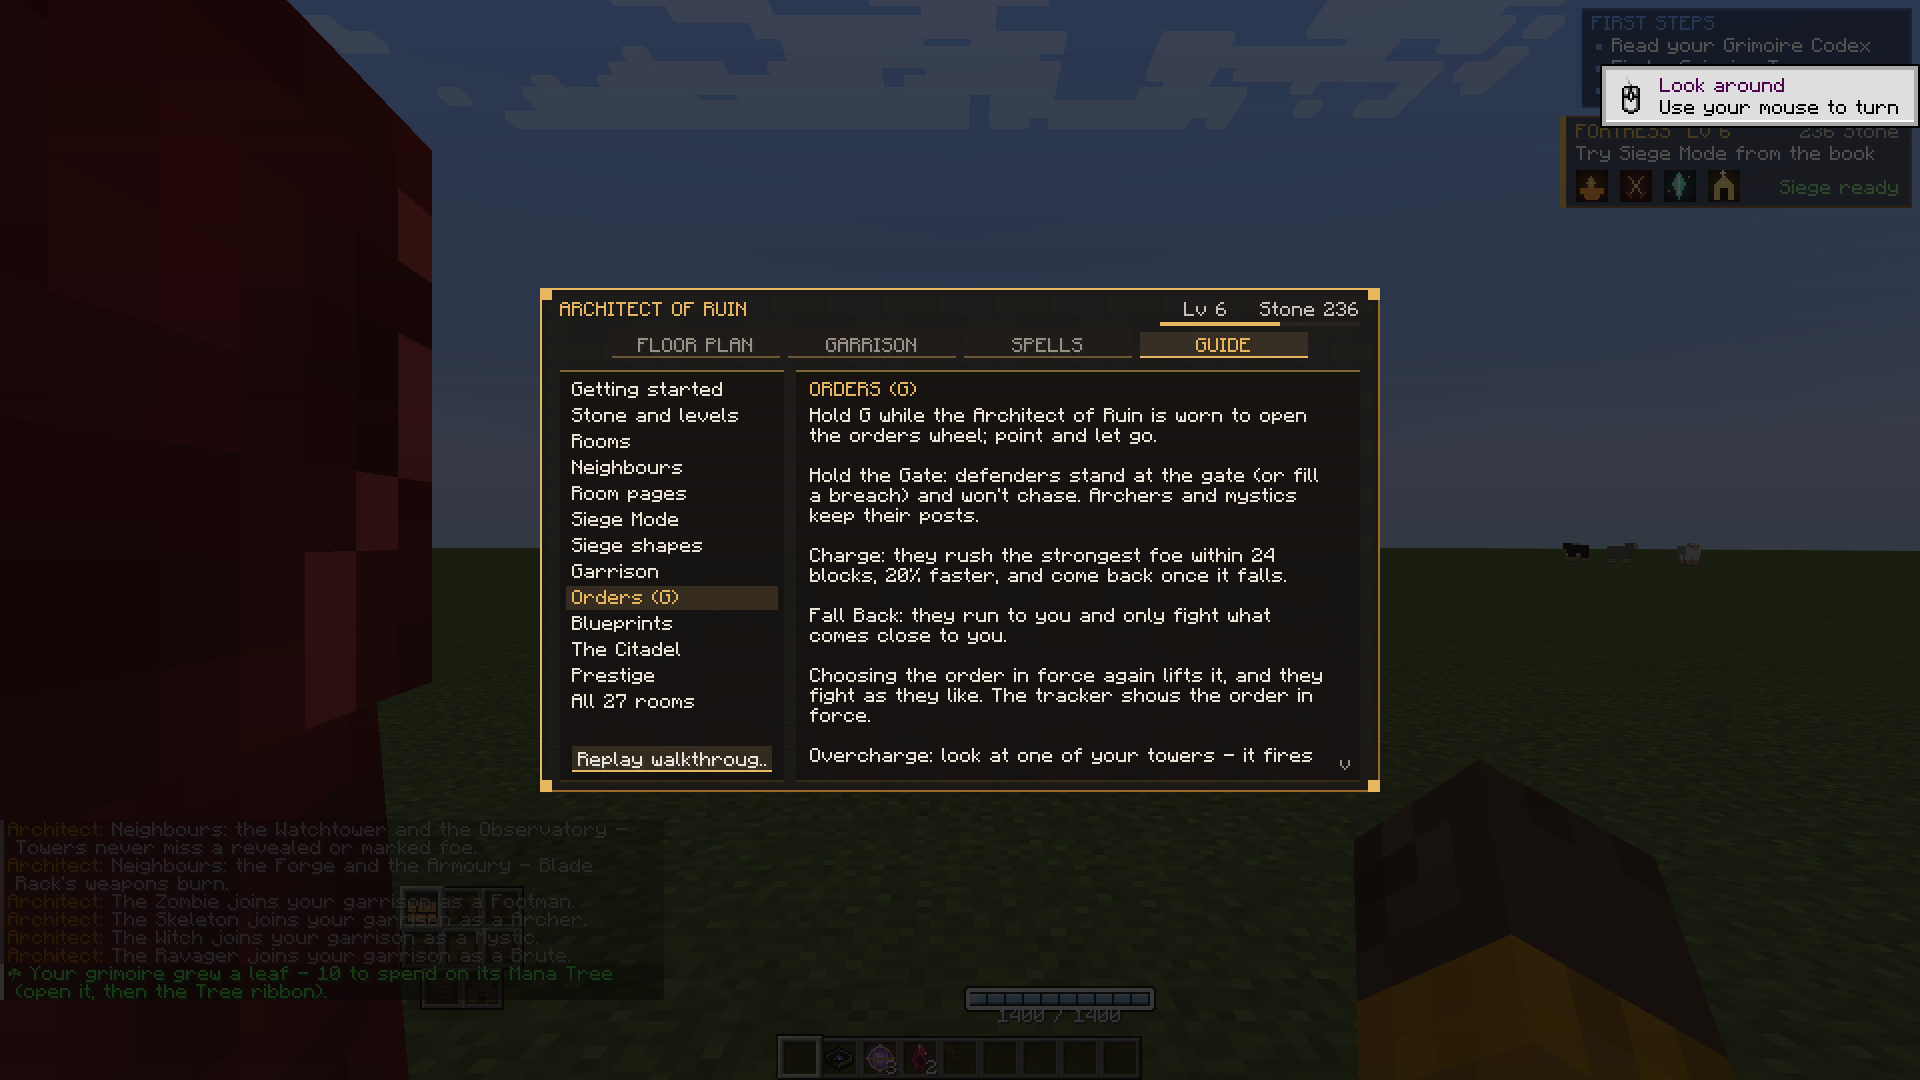 FIRST STEPS
Read your Grimoire Codex
Look around
Use your mouse to turn
FORTRESS Lv 6 236 Stone
Try Siege Mode from the book
Siege ready
ARCHITECT OF RUIN
Lv 6 Stone 236
FLOOR PLAN
GARRISON
SPELLS
GUIDE
Getting started
Stone and levels
Rooms
Neighbours
Room pages
Siege Mode
Siege shapes
Garrison
Orders (G)
Blueprints
The Citadel
Prestige
All 27 rooms
Replay walkthroug..
ORDERS (G)
Hold G while the Architect of Ruin is worn to open
the orders wheel; point and let go.
Hold the Gate: defenders stand at the gate (or fill
a breach) and won't chase. Archers and mystics
keep their posts.
Charge: they rush the strongest foe within 24
blocks, 20% faster, and come back once it falls.
Fall Back: they run to you and only fight what
comes close to you.
Choosing the order in force again lifts it, and they
fight as they like. The tracker shows the order in
force.
Overcharge: look at one of your towers – it fires
v
Architect: Neighbours: the Watchtower and the Observatory –
Towers never miss a revealed or marked foe.
Architect: Neighbours: the Forge and the Armoury – Blade
Rack's weapons burn.
Architect: The Zombie joins your garrison as a Footman.
Architect: The Skeleton joins your garrison as a Archer.
Architect: The Witch joins your garrison as a Mystic.
Architect: The Ravager joins your garrison as a Brute.
Your grimoire grew a leaf – 10 to spend on its Mana Tree
(open it, then the Tree ribbon).
1400 / 1400
3
2